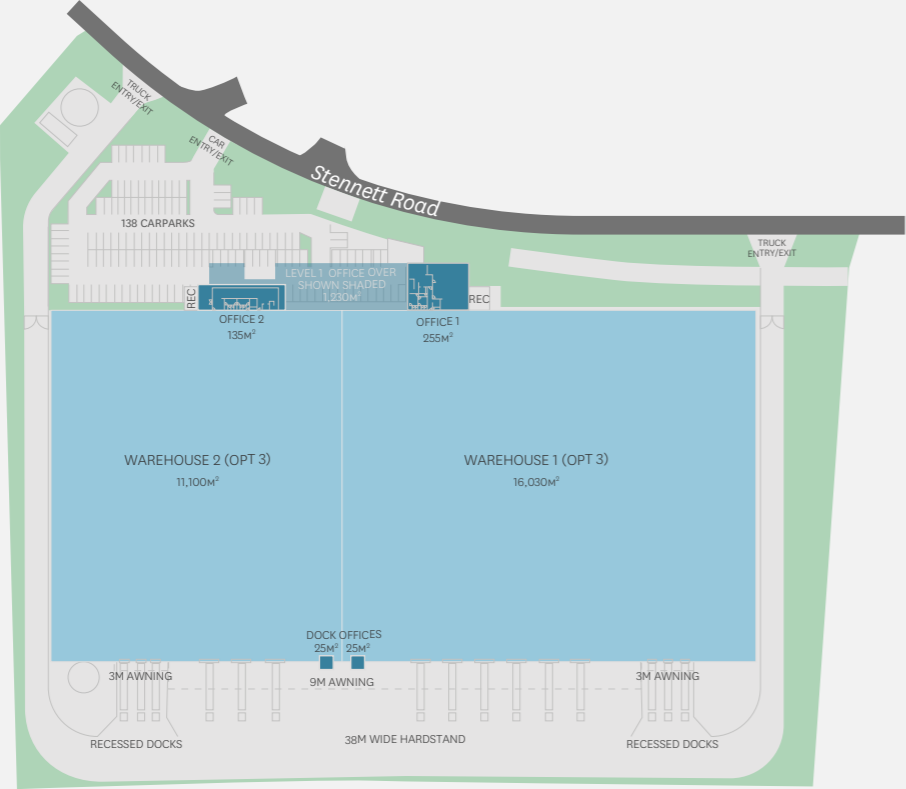 TRUCK
ENTRY/EXIT
CAR
ENTRY/EXIT
Stennett Road
138 CARPARKS
TRUCK
ENTRY/EXIT
LEVEL 1 OFFICE OVER
SHOWN SHADED
1,230M²
REC
REC
OFFICE 2
135M²
OFFICE 1
255M²
WAREHOUSE 2 (OPT 3)
11,100M²
WAREHOUSE 1 (OPT 3)
16,030M²
DOCK OFFICES
25M² 25M²
3M AWNING
9M AWNING
3M AWNING
RECESSED DOCKS
38M WIDE HARDSTAND
RECESSED DOCKS